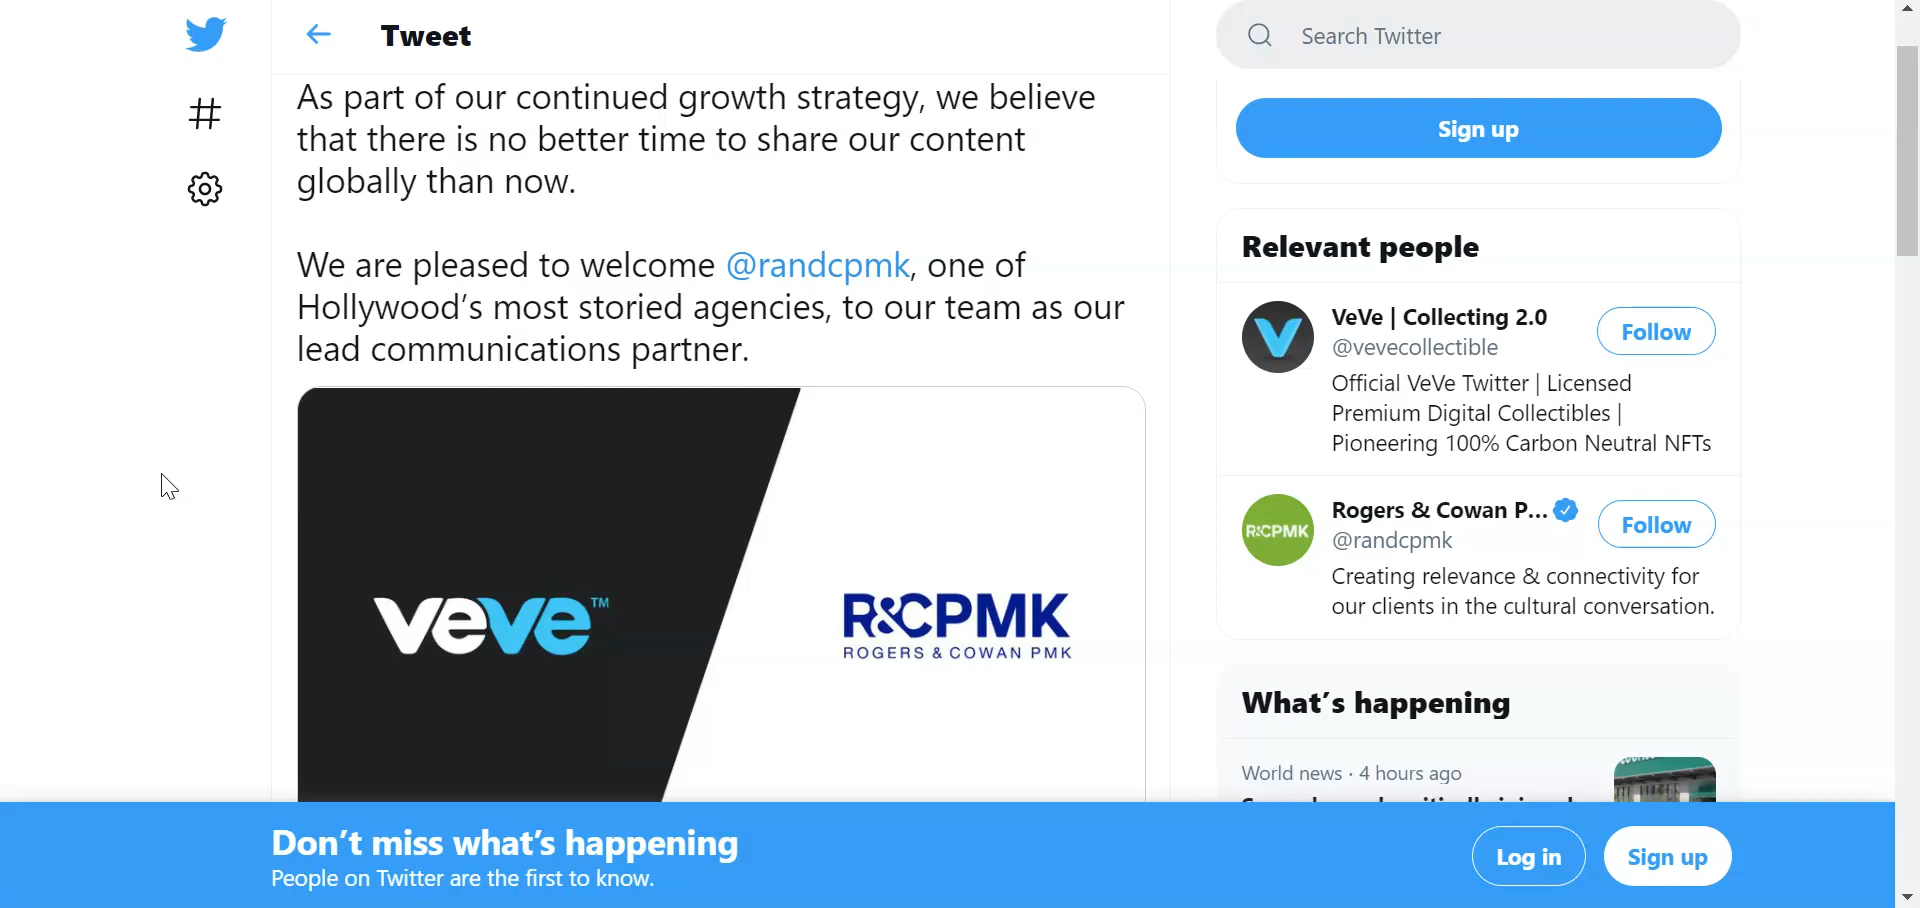 Tweet
As part of our continued growth strategy, we believe
that there is no better time to share our content
globally than now.
We are pleased to welcome @randcpmk, one of
Hollywood's most storied agencies, to our team as our
lead communications partner.
veve™
R&CPMK
ROGERS & COWAN PMK
Search Twitter
Sign up
Relevant people
VeVe | Collecting 2.0
@vevecollectible
Follow
Official VeVe Twitter | Licensed
Premium Digital Collectibles |
Pioneering 100% Carbon Neutral NFTs
R&CPMK
Rogers & Cowan P...
@randcpmk
Follow
Creating relevance & connectivity for
our clients in the cultural conversation.
What's happening
World news · 4 hours ago
Don't miss what's happening
People on Twitter are the first to know.
Log in
Sign up